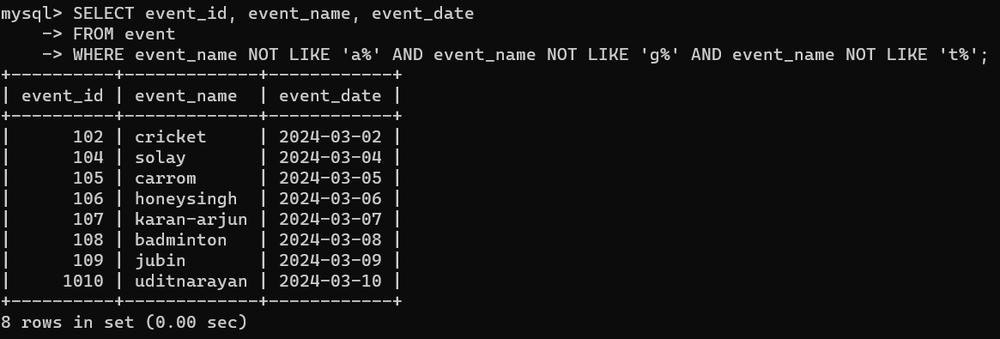 mysql> SELECT event_id, event_name, event_date
    -> FROM event
    -> WHERE event_name NOT LIKE 'a%' AND event_name NOT LIKE 'g%' AND event_name NOT LIKE 't%';
+----------+-------------+------------+
| event_id | event_name  | event_date |
+----------+-------------+------------+
|      102 | cricket     | 2024-03-02 |
|      104 | solay       | 2024-03-04 |
|      105 | carrom      | 2024-03-05 |
|      106 | honeysingh  | 2024-03-06 |
|      107 | karan-arjun | 2024-03-07 |
|      108 | badminton   | 2024-03-08 |
|      109 | jubin       | 2024-03-09 |
|     1010 | uditnarayan | 2024-03-10 |
+----------+-------------+------------+
8 rows in set (0.00 sec)